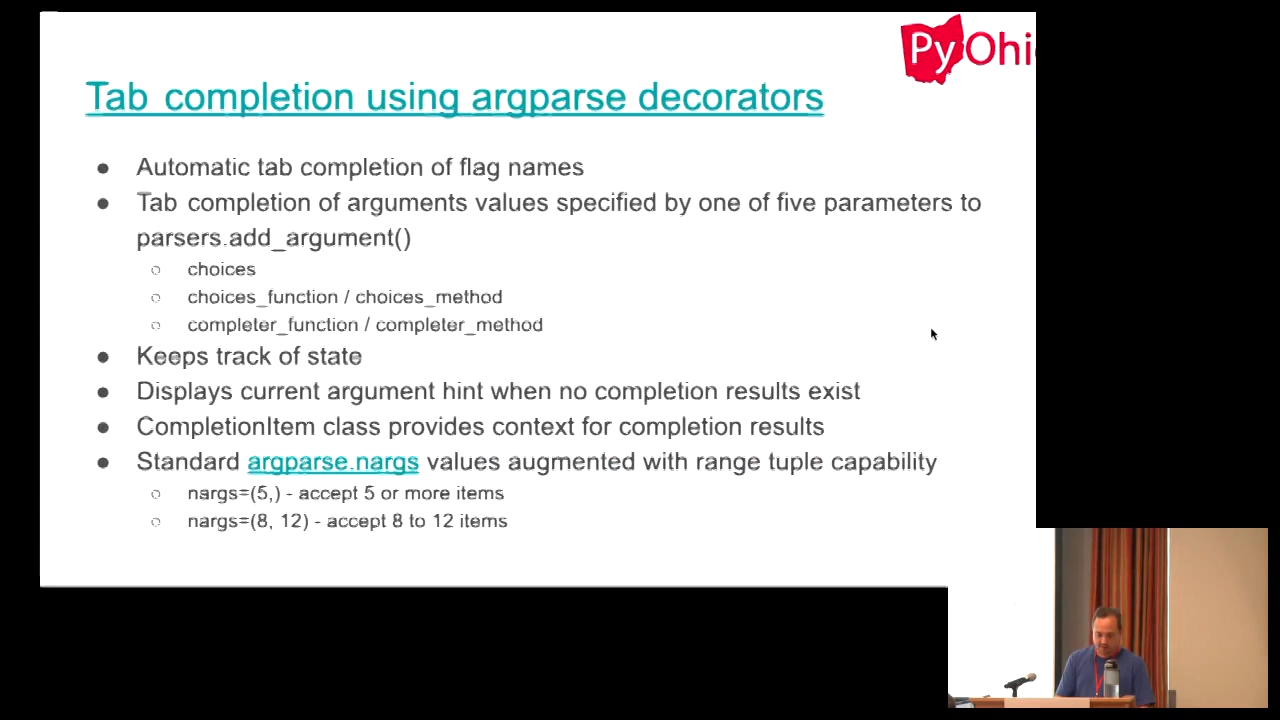 PyOhi
Tab completion using argparse decorators
● Automatic tab completion of flag names
● Tab completion of arguments values specified by one of five parameters to
parsers.add_argument()
○ choices
○ choices_function / choices_method
○ completer_function / completer_method
● Keeps track of state
● Displays current argument hint when no completion results exist
● CompletionItem class provides context for completion results
● Standard argparse.nargs values augmented with range tuple capability
○ nargs=(5,) - accept 5 or more items
○ nargs=(8, 12) - accept 8 to 12 items